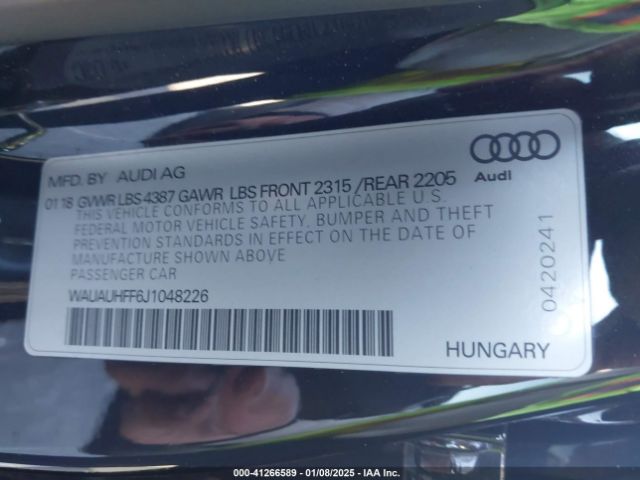 MFD. BY AUDI AG
Audi
0118 GVWR LBS 4387 GAWR LBS FRONT 2315 /REAR 2205
THIS VEHICLE CONFORMS TO ALL APPLICABLE U.S.
FEDERAL MOTOR VEHICLE SAFETY, BUMPER AND THEFT
PREVENTION STANDARDS IN EFFECT ON THE DATE OF
MANUFACTURE SHOWN ABOVE
PASSENGER CAR
WAUAUHFF6J1048226
0420241
HUNGARY
000-41266589 - 01/08/2025 - IAA Inc.